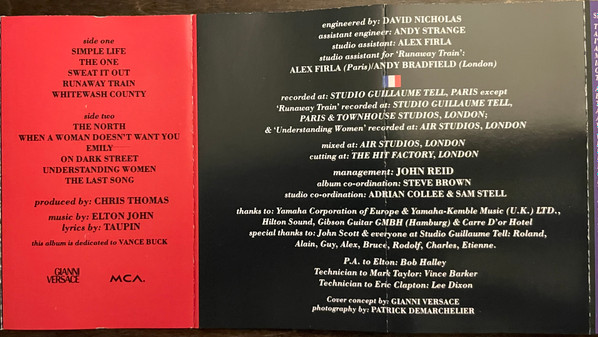 side one
SIMPLE LIFE
THE ONE
SWEAT IT OUT
RUNAWAY TRAIN
WHITEWASH COUNTY
side two
THE NORTH
WHEN A WOMAN DOESN'T WANT YOU
EMILY
ON DARK STREET
UNDERSTANDING WOMEN
THE LAST SONG
produced by: CHRIS THOMAS
music by: ELTON JOHN
lyrics by: TAUPIN
this album is dedicated to VANCE BUCK
GIANNI
VERSACE
MCA.
engineered by: DAVID NICHOLAS
assistant engineer: ANDY STRANGE
studio assistant: ALEX FIRLA
studio assistant for 'Runaway Train':
ALEX FIRLA (Paris)/ANDY BRADFIELD (London)
recorded at: STUDIO GUILLAUME TELL, PARIS except
'Runaway Train' recorded at: STUDIO GUILLAUME TELL,
PARIS & TOWNHOUSE STUDIOS, LONDON;
& 'Understanding Women' recorded at: AIR STUDIOS, LONDON
mixed at: AIR STUDIOS, LONDON
cutting at: THE HIT FACTORY, LONDON
management: JOHN REID
album co-ordination: STEVE BROWN
studio co-ordination: ADRIAN COLLEE & SAM STELL
thanks to: Yamaha Corporation of Europe & Yamaha-Kemble Music (U.K.) LTD.,
Hilton Sound, Gibson Guitar GMBH (Hamburg) & Carre D'or Hotel
special thanks to: John Scott & everyone at Studio Guillaume Tell: Roland,
Alain, Guy, Alex, Bruce, Rodolf, Charles, Etienne.
P.A. to Elton: Bob Halley
Technician to Mark Taylor: Vince Barker
Technician to Eric Clapton: Lee Dixon
Cover concept by: GIANNI VERSACE
photography by: PATRICK DEMARCHELIER